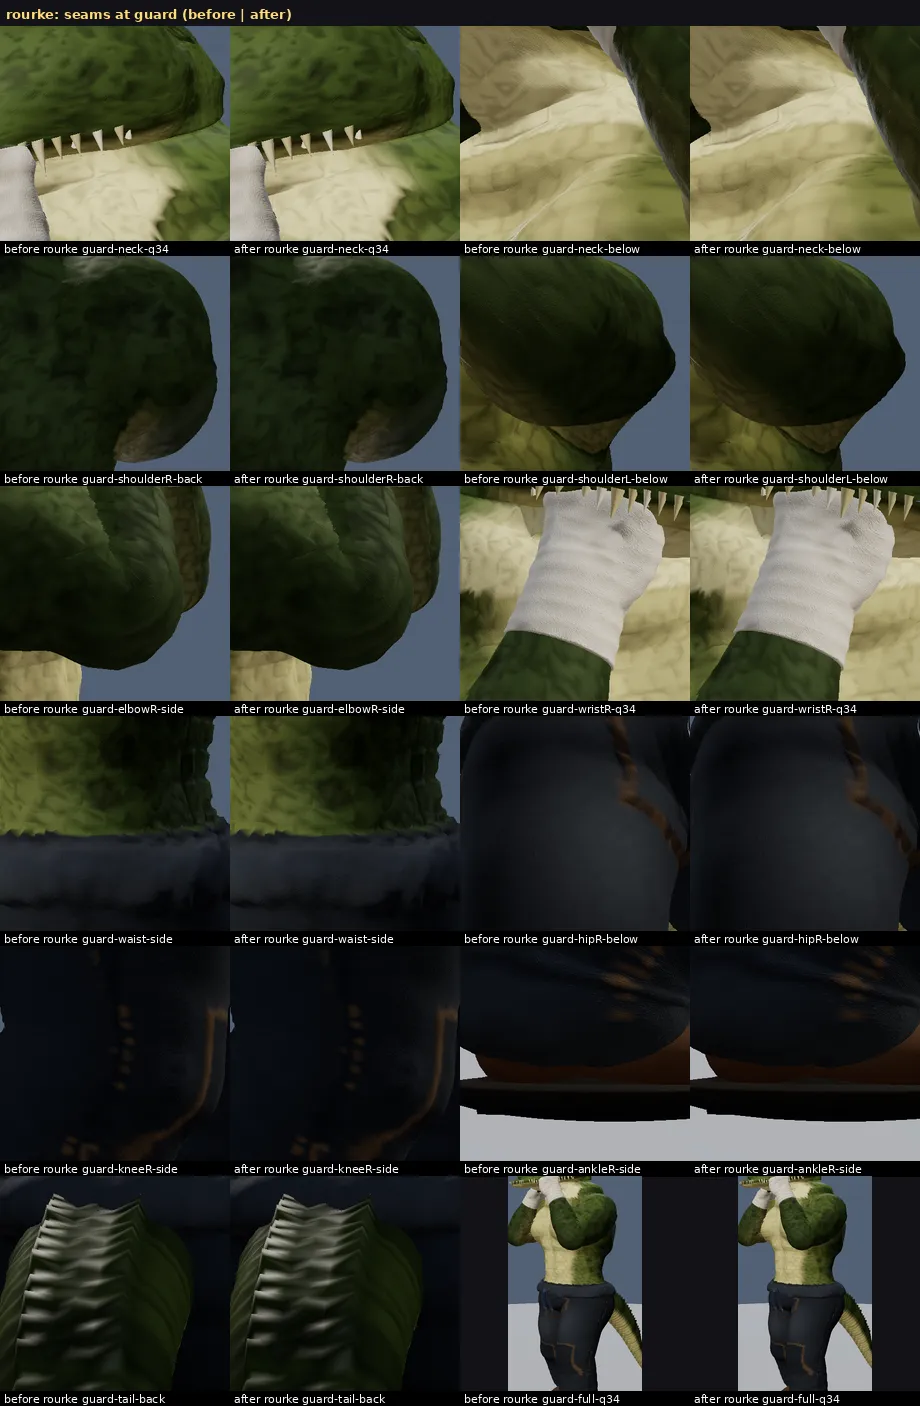 rourke: seams at guard (before | after)
before rourke guard-neck-q34
after rourke guard-neck-q34
before rourke guard-neck-below
after rourke guard-neck-below
before rourke guard-shoulderR-back
after rourke guard-shoulderR-back
before rourke guard-shoulderL-below
after rourke guard-shoulderL-below
before rourke guard-elbowR-side
after rourke guard-elbowR-side
before rourke guard-wristR-q34
after rourke guard-wristR-q34
before rourke guard-waist-side
after rourke guard-waist-side
before rourke guard-hipR-below
after rourke guard-hipR-below
before rourke guard-kneeR-side
after rourke guard-kneeR-side
before rourke guard-ankleR-side
after rourke guard-ankleR-side
before rourke guard-tail-back
after rourke guard-tail-back
before rourke guard-full-q34
after rourke guard-full-q34